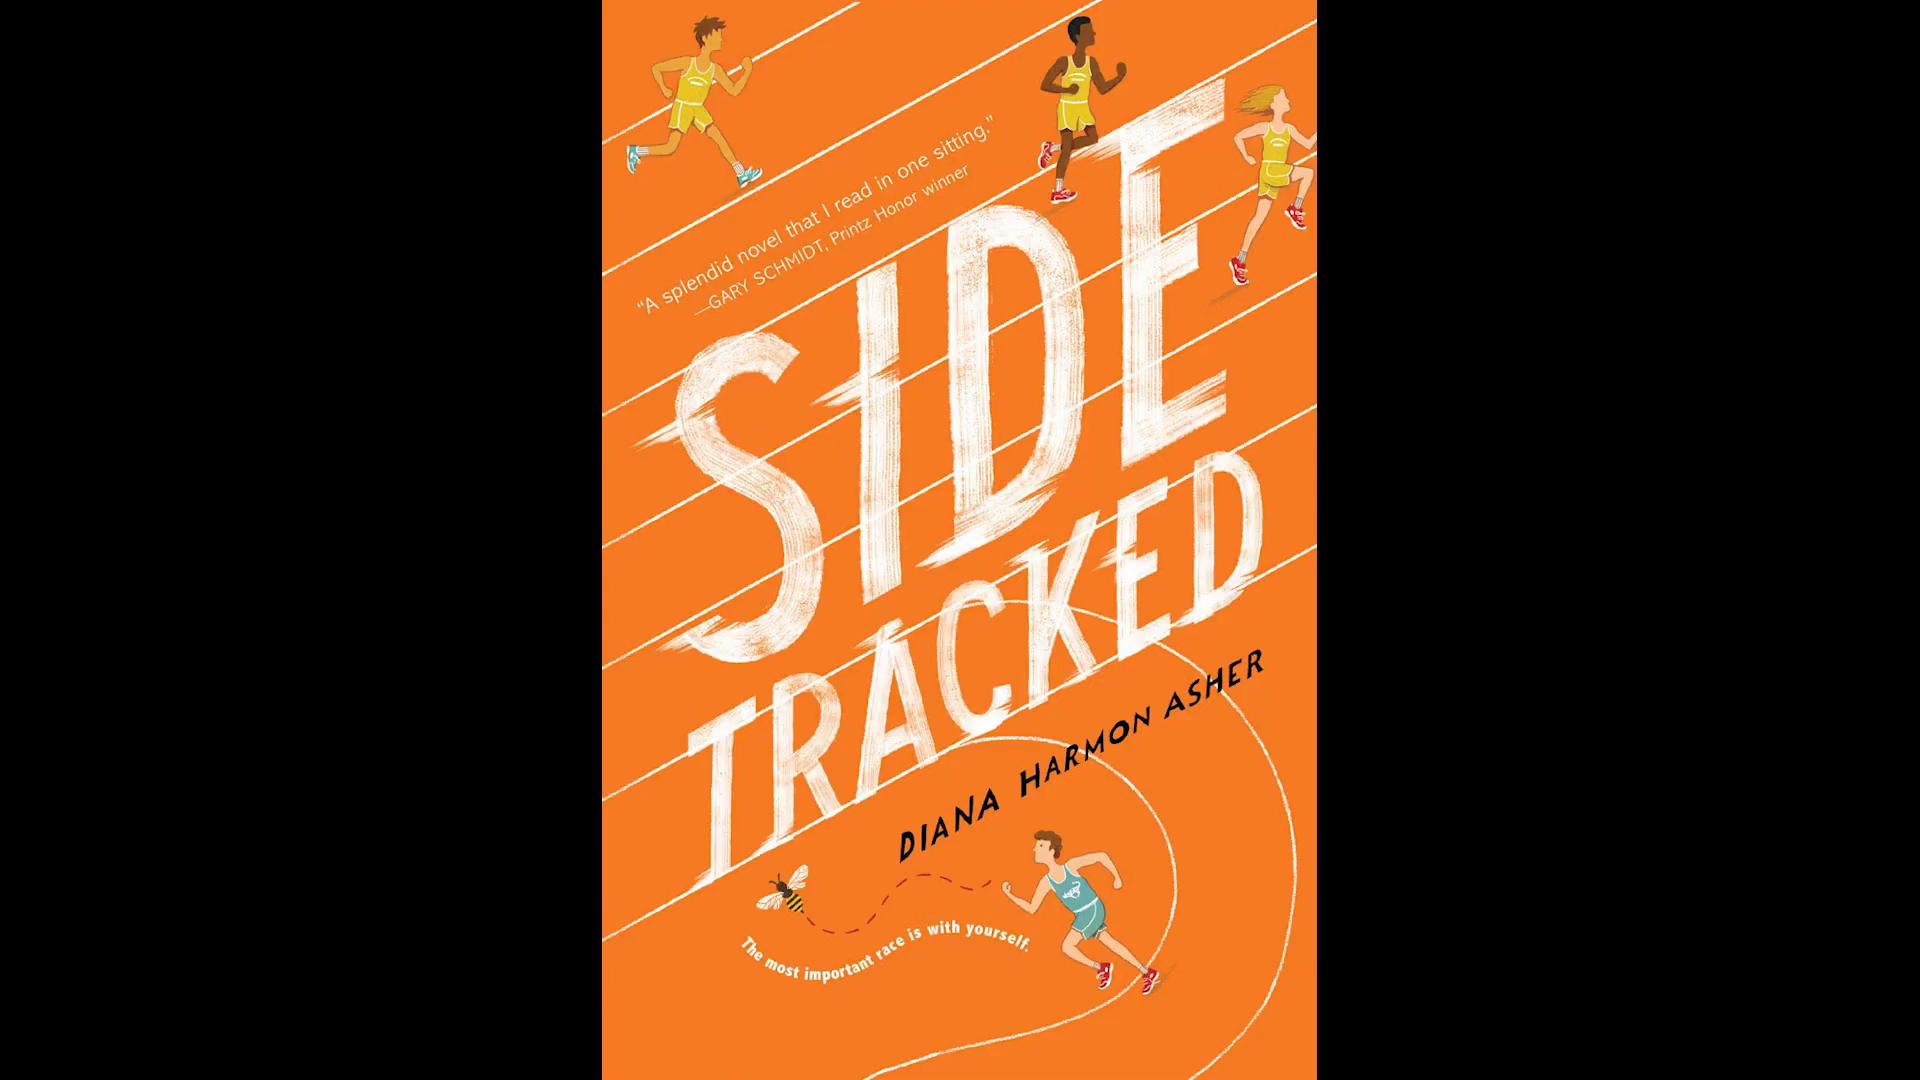 “A splendid novel that I read in one sitting.”
—GARY SCHMIDT, Printz Honor winner
SIDE
TRACKED
DIANA HARMON ASHER
The most important race is with yourself.